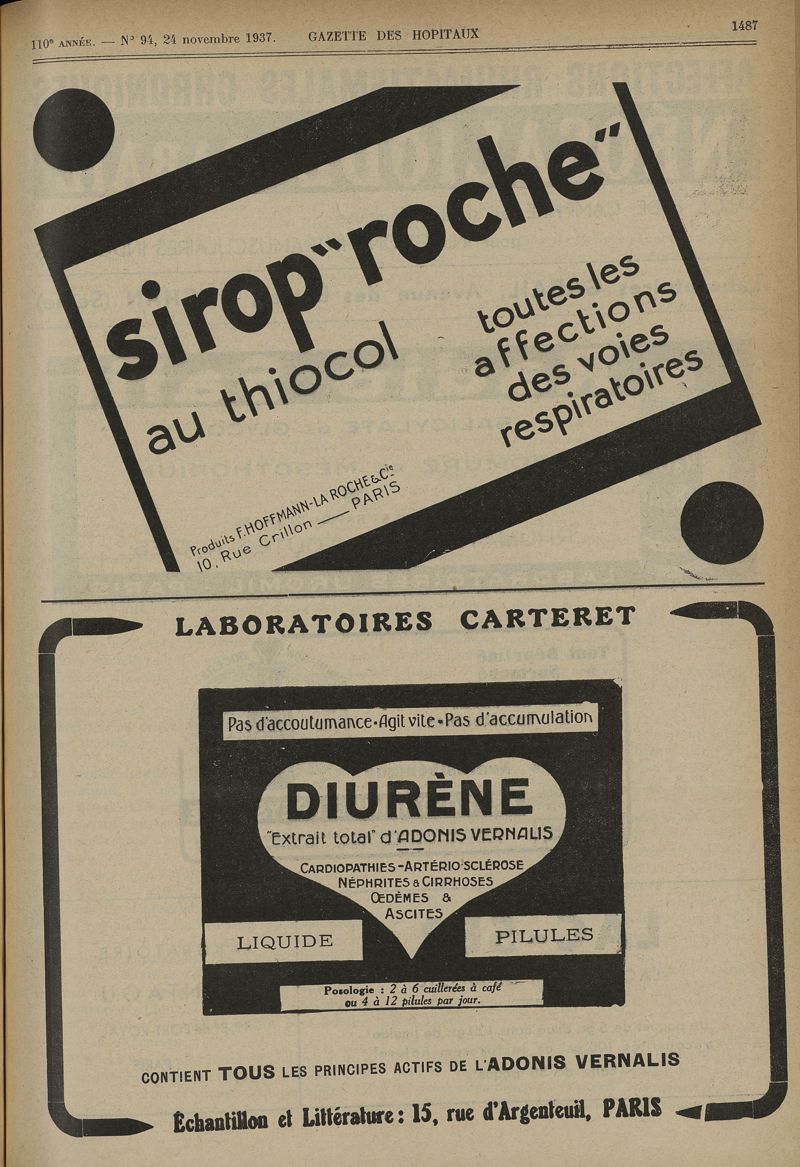 110e ANNÉE. — No 94, 24 novembre 1937. GAZETTE DES HOPITAUX 1487
sirop "roche"
au thiocol
toutes les
affections
des voies
respiratoires
Produits F. HOFFMANN-LA ROCHE & Cie
10, Rue Crillon — PARIS
LABORATOIRES CARTERET
Pas d'accoutumance • Agit vite • Pas d'accumulation
DIURÈNE
"Extrait total" d'ADONIS VERNALIS
CARDIOPATHIES - ARTÉRIO-SCLÉROSE
NÉPHRITES & CIRRHOSES
ŒDÈMES &
ASCITES
LIQUIDE PILULES
Posologie : 2 à 6 cuillerées à café
ou 4 à 12 pilules par jour.
CONTIENT TOUS LES PRINCIPES ACTIFS DE L'ADONIS VERNALIS
Échantillon et Littérature : 15, rue d'Argenteuil, PARIS